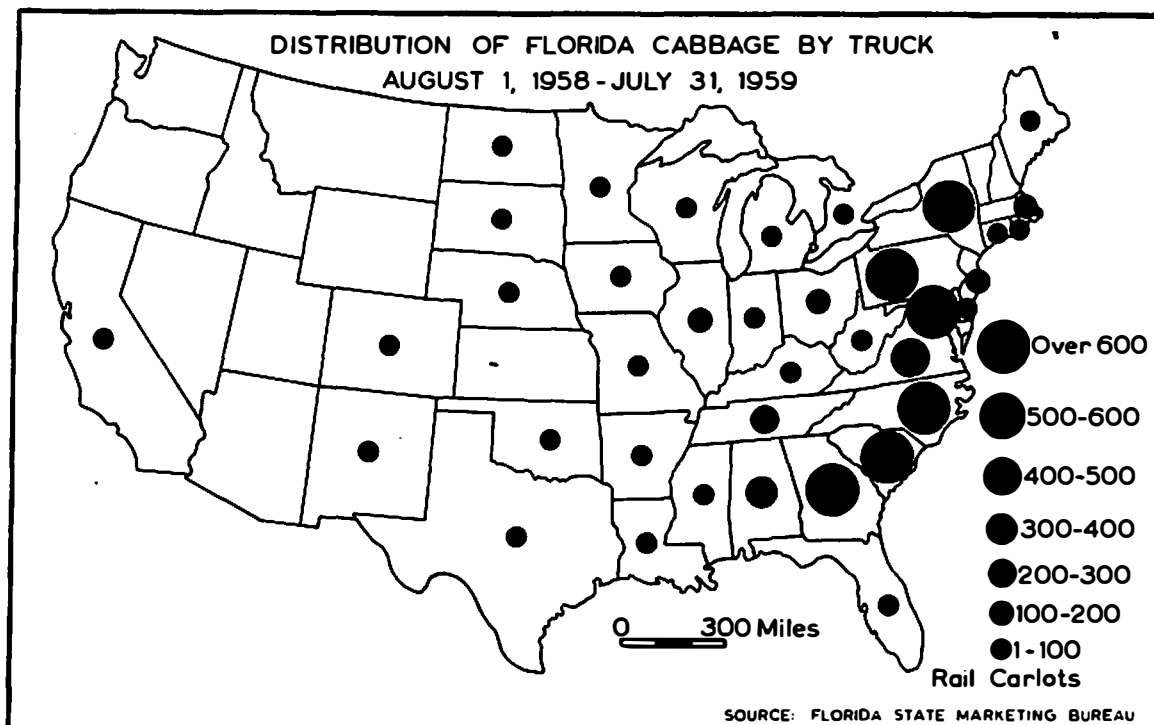 DISTRIBUTION OF FLORIDA CABBAGE BY TRUCK
AUGUST 1, 1958-JULY 31, 1959
Over 600
500-600
400-500
300-400
200-300
100-200
1-100
Rail Carlots
0 300 Miles
SOURCE: FLORIDA STATE MARKETING BUREAU